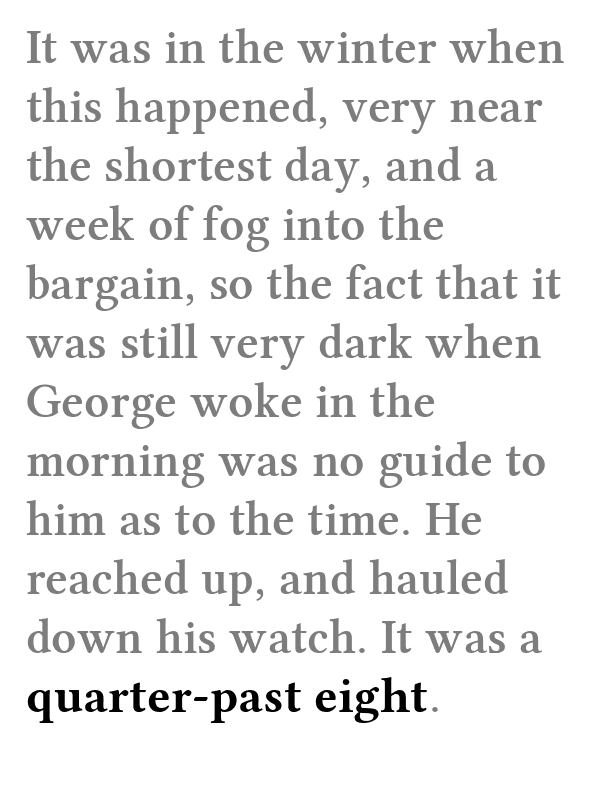 It was in the winter when
this happened, very near
the shortest day, and a
week of fog into the
bargain, so the fact that it
was still very dark when
George woke in the
morning was no guide to
him as to the time. He
reached up, and hauled
down his watch. It was a
quarter-past eight.